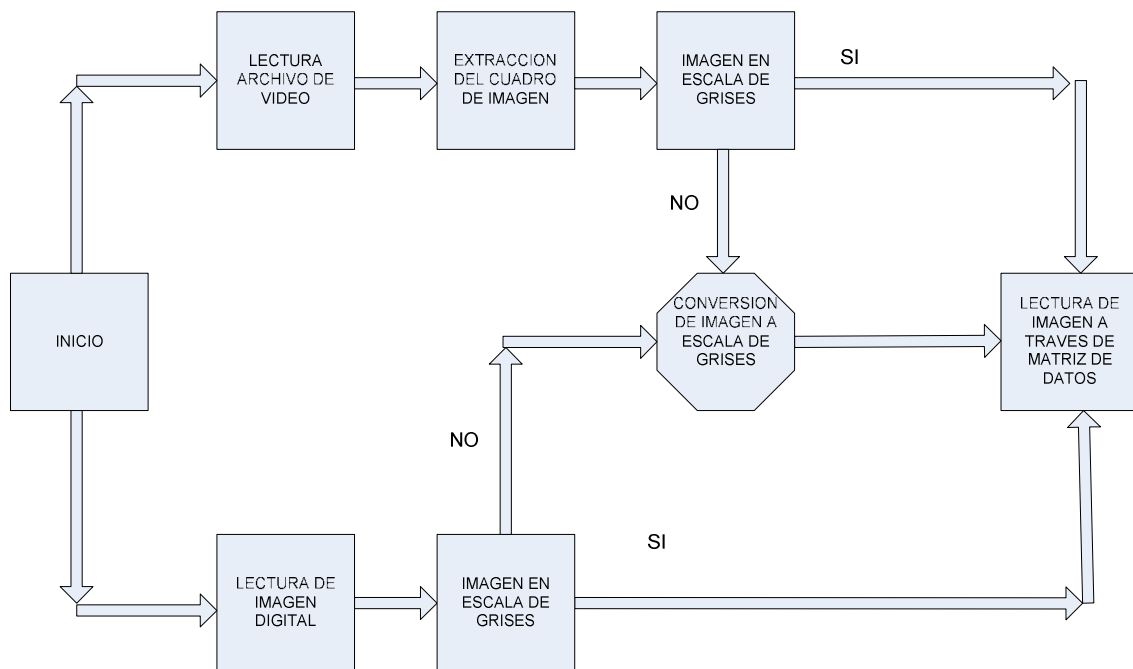 LECTURA
ARCHIVO DE
VIDEO
EXTRACCION
DEL CUADRO
DE IMAGEN
IMAGEN EN
ESCALA DE
GRISES
SI
NO
INICIO
CONVERSION
DE IMAGEN A
ESCALA DE
GRISES
LECTURA DE
IMAGEN A
TRAVES DE
MATRIZ DE
DATOS
NO
LECTURA DE
IMAGEN
DIGITAL
IMAGEN EN
ESCALA DE
GRISES
SI